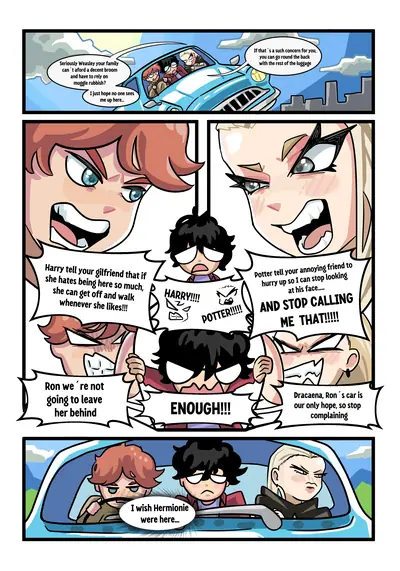 Seriously Weasley your family
can´t afford a decent broom
and have to rely on
muggle rubbish?
I just hope no one sees
me up here..
If that´s a such concern for you,
you can go round the back
with the rest of the luggage
Harry tell your gilfriend that if
she hates being here so much,
she can get off and walk
whenever she likes!!!
HARRY!!!!
POTTER!!!!!
Potter tell your annoying friend to
hurry up so I can stop looking
at his face....
AND STOP CALLING
ME THAT!!!!!
Ron we´re not
going to leave
her behind
ENOUGH!!!
Dracaena, Ron´s car is
our only hope, so stop
complaining
I wish Hermionie
were here...